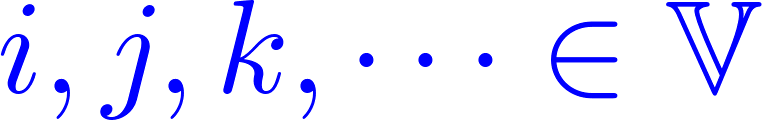 i, j, k, ⋯ ∈ 𝕍